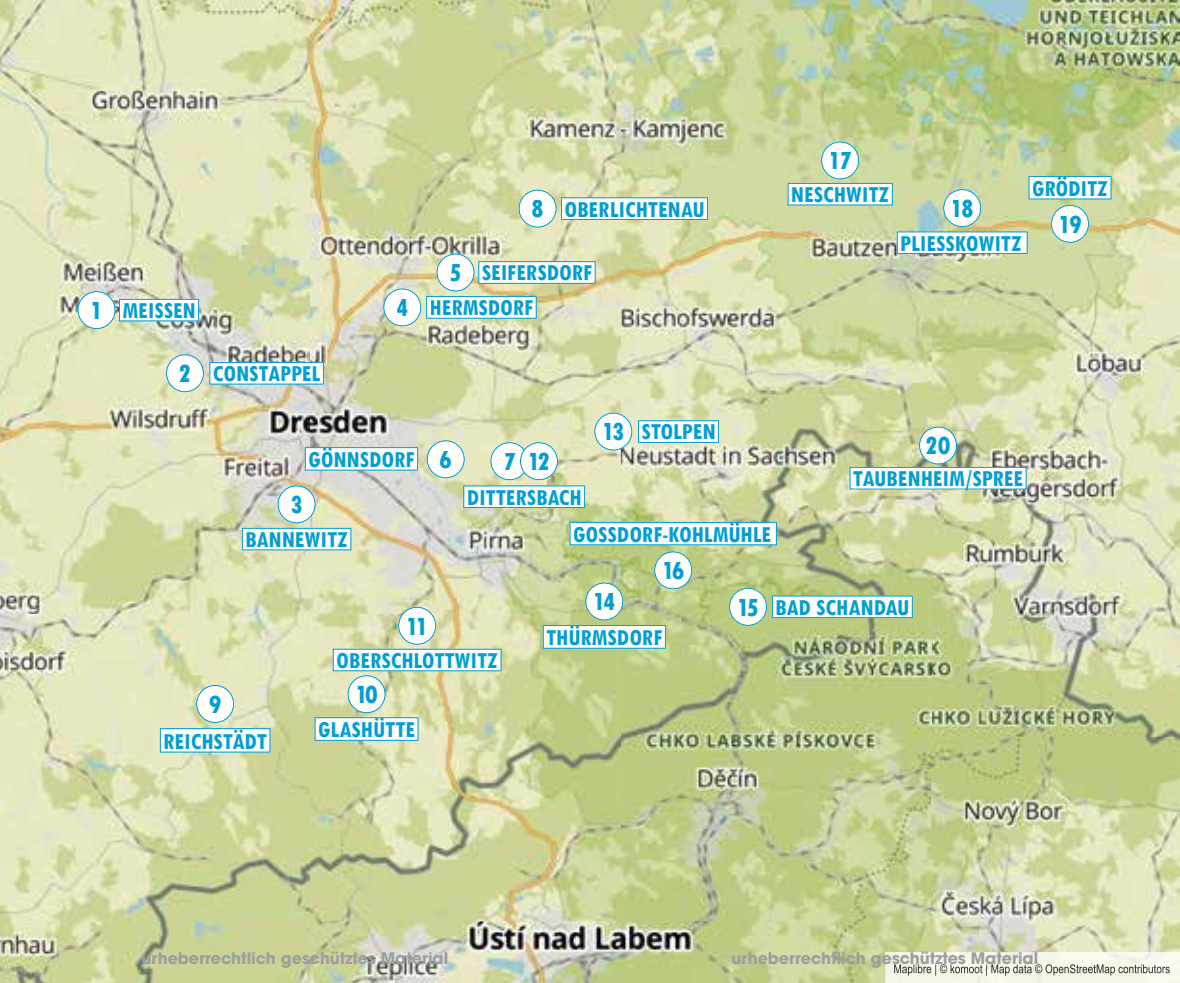 UND TEICHLAN
HORNJOŁUŽISKA
A HATOWSKA
Großenhain
Kamenz - Kamjenc
17
NESCHWITZ
GRÖDITZ
8 OBERLICHTENAU
18
19
Ottendorf-Okrilla
Bautzen
PLIESSKOWITZ
Meißen
5 SEIFERSDORF
1 MEISSEN
Coswig
4 HERMSDORF
Radeberg
Bischofswerda
Radebeul
2 CONSTAPPEL
Löbau
Wilsdruff
Dresden
13 STOLPEN
Neustadt in Sachsen
20
TAUBENHEIM/SPREE
Ebersbach-
Neugersdorf
Freital
GÖNNSDORF 6
7 12
DITTERSBACH
3
BANNEWITZ
Pirna
GOSSDORF-KOHLMÜHLE
16
Rumburk
berg
14
THÜRMSDORF
15 BAD SCHANDAU
Varnsdorf
11
OBERSCHLOTTWITZ
NÁRODNÍ PARK
ČESKÉ ŠVÝCARSKO
oisdorf
10
GLASHÜTTE
9
REICHSTÄDT
CHKO LUŽICKÉ HORY
CHKO LABSKÉ PÍSKOVCE
Děčín
Nový Bor
Česká Lípa
Ústí nad Labem
nhau
Teplice
urheberrechtlich geschütztes Material
urheberrechtlich geschütztes Material
Maplibre | © komoot | Map data © OpenStreetMap contributors